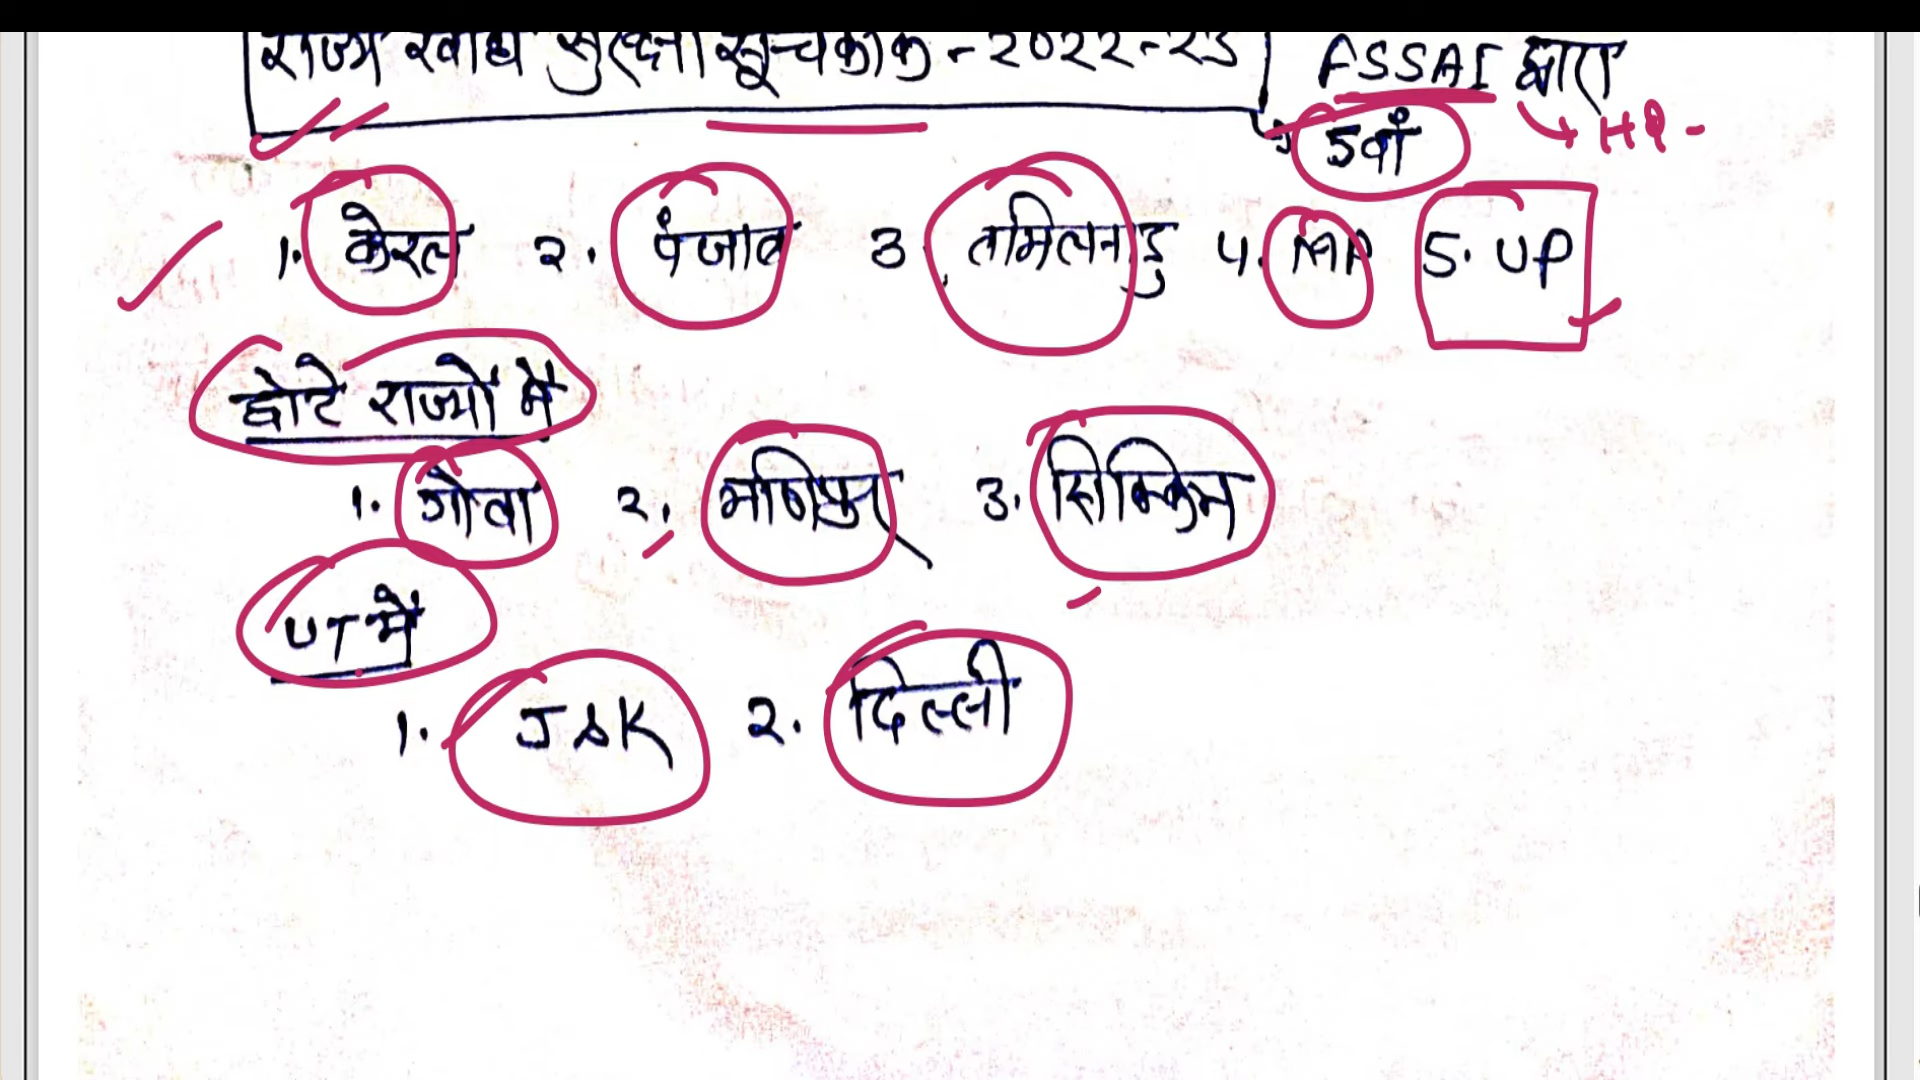 राज्य खाद्य सुरक्षा सूचकांक - 2022-23 FSSAI द्वारा
→ 5वां → HQ -
1. केरल 2. पंजाब 3. तमिलनाडु 4. MP 5. UP
छोटे राज्यों में
1. गोवा 2. मणिपुर 3. सिक्किम
UT में
1. J&K 2. दिल्ली